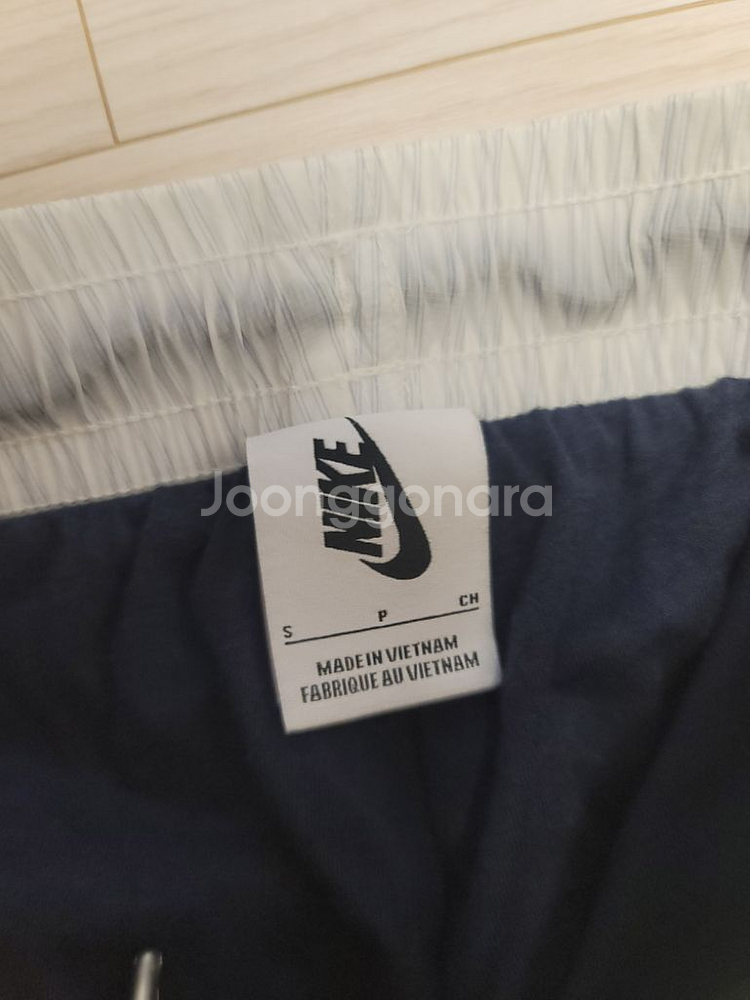 NIKE
Joonggonara
S P CH
MADE IN VIETNAM
FABRIQUE AU VIETNAM